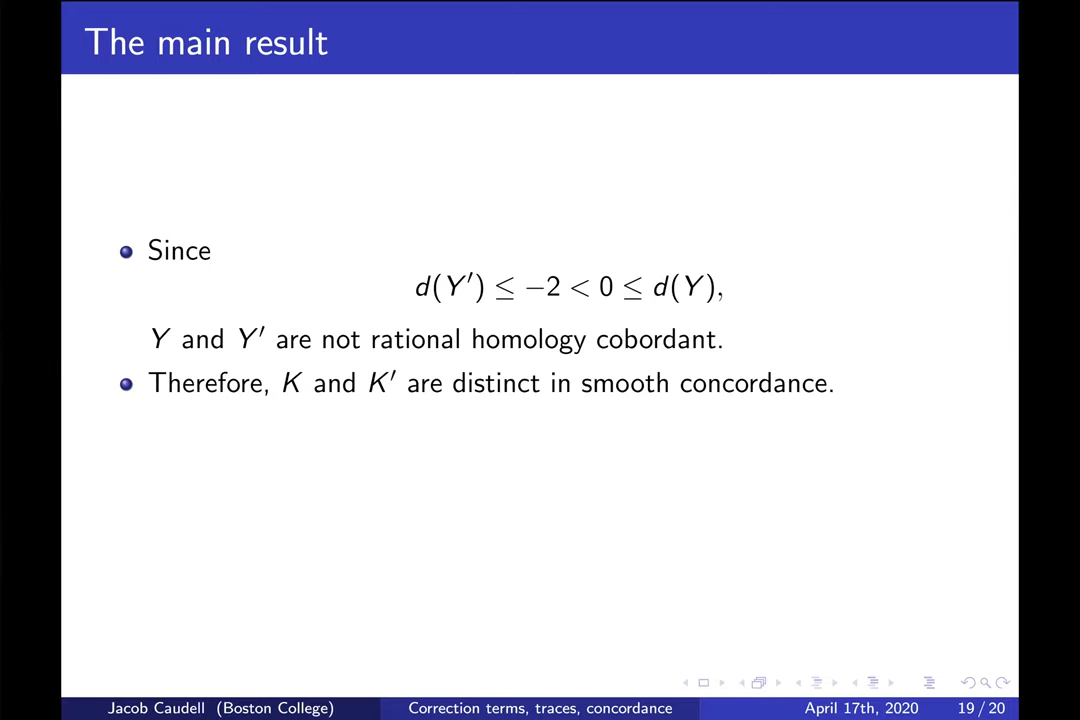 The main result
Since
d(Y′) ≤ −2 < 0 ≤ d(Y),
Y and Y′ are not rational homology cobordant.
Therefore, K and K′ are distinct in smooth concordance.
Jacob Caudell (Boston College) Correction terms, traces, concordance April 17th, 2020 19 / 20